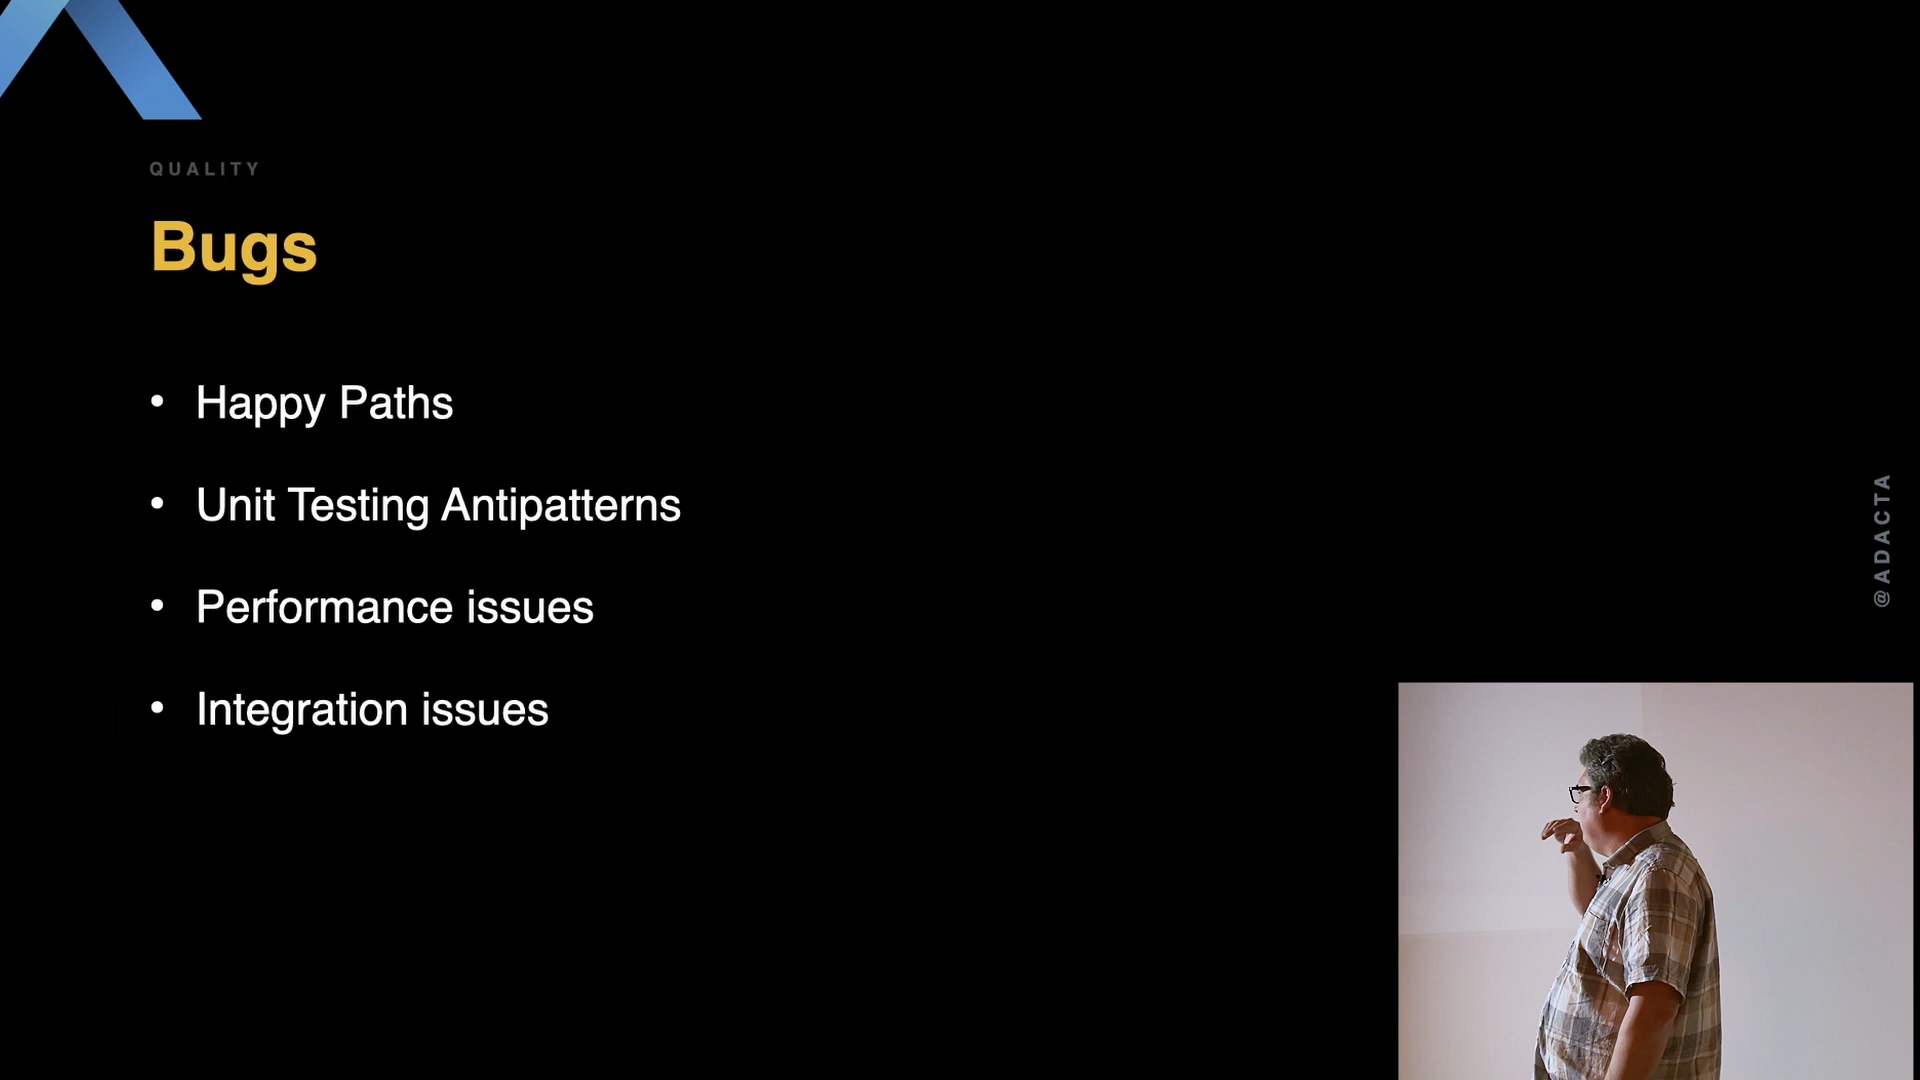 QUALITY
Bugs
• Happy Paths
• Unit Testing Antipatterns
• Performance issues
• Integration issues
@ADACTA